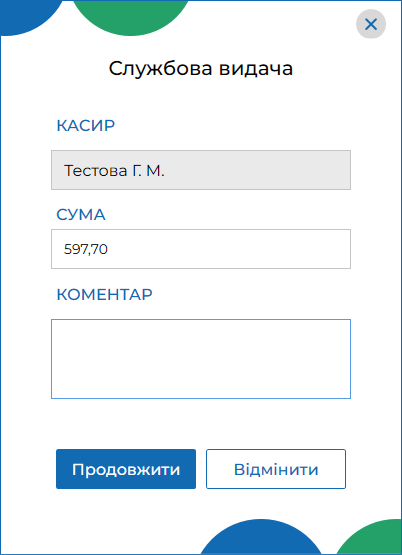 Службова видача
КАСИР
Тестова Г. М.
СУМА
597,70
КОМЕНТАР
Продовжити
Відмінити